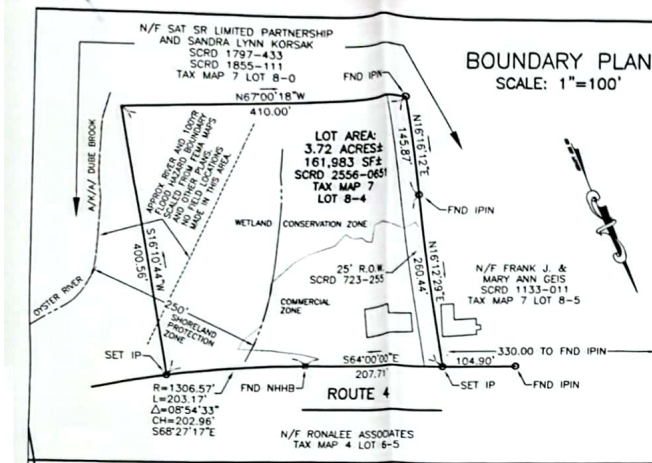 N/F SAT SR LIMITED PARTNERSHIP
AND SANDRA LYNN KORSAK
SCRD 1797-433
SCRD 1855-111
TAX MAP 7 LOT 8-0
BOUNDARY PLAN
SCALE: 1"=100'
FND IPIN
N67°00'18"W
410.00'
A/K/A/ DUBE BROOK
APPROX RIVER AND 100YR
FLOOD HAZARD BOUNDARY
SCALED FROM FEMA MAPS
AND OTHER PLANS.
NO FIELD LOCATIONS
MADE IN THIS AREA.
LOT AREA:
3.72 ACRES±
161,983 SF±
SCRD 2556-0651
TAX MAP 7
LOT 8-4
N16°16'12"E
145.87'
FND IPIN
WETLAND CONSERVATION ZONE
S16°10'44"W
400.56'
25' R.O.W.
SCRD 723-255
N16°12'29"E
260.44'
N/F FRANK J. &
MARY ANN GEIS
SCRD 1133-011
TAX MAP 7 LOT 8-5
OYSTER RIVER
250'
SHORELAND
PROTECTION
ZONE
COMMERCIAL
ZONE
SET IP
S64°00'00"E
207.71'
330.00 TO FND IPIN
104.90'
R=1306.57'
L=203.17'
Δ=08°54'33"
CH=202.96'
S68°27'17"E
FND NHHB
ROUTE 4
SET IP
FND IPIN
N/F RONALEE ASSOCIATES
TAX MAP 4 LOT 6-5